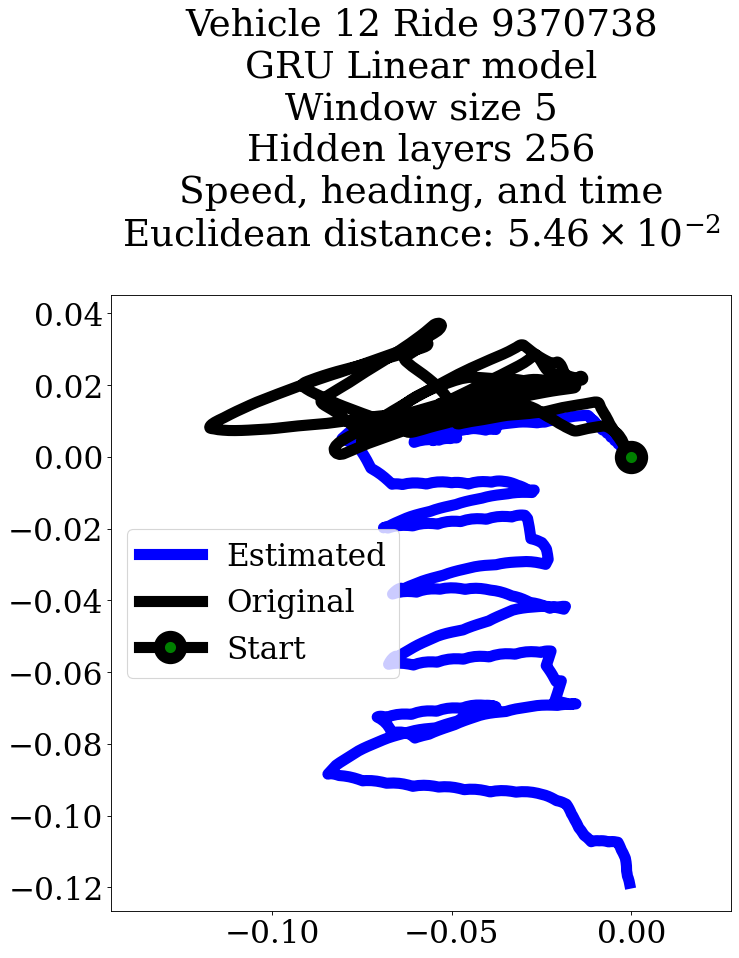 Vehicle 12 Ride 9370738
GRU Linear model
Window size 5
Hidden layers 256
Speed, heading, and time
Euclidean distance: 5.46 × 10⁻²
0.04
0.02
0.00
−0.02
−0.04
−0.06
−0.08
−0.10
−0.12
Estimated
Original
Start
−0.10 −0.05 0.00